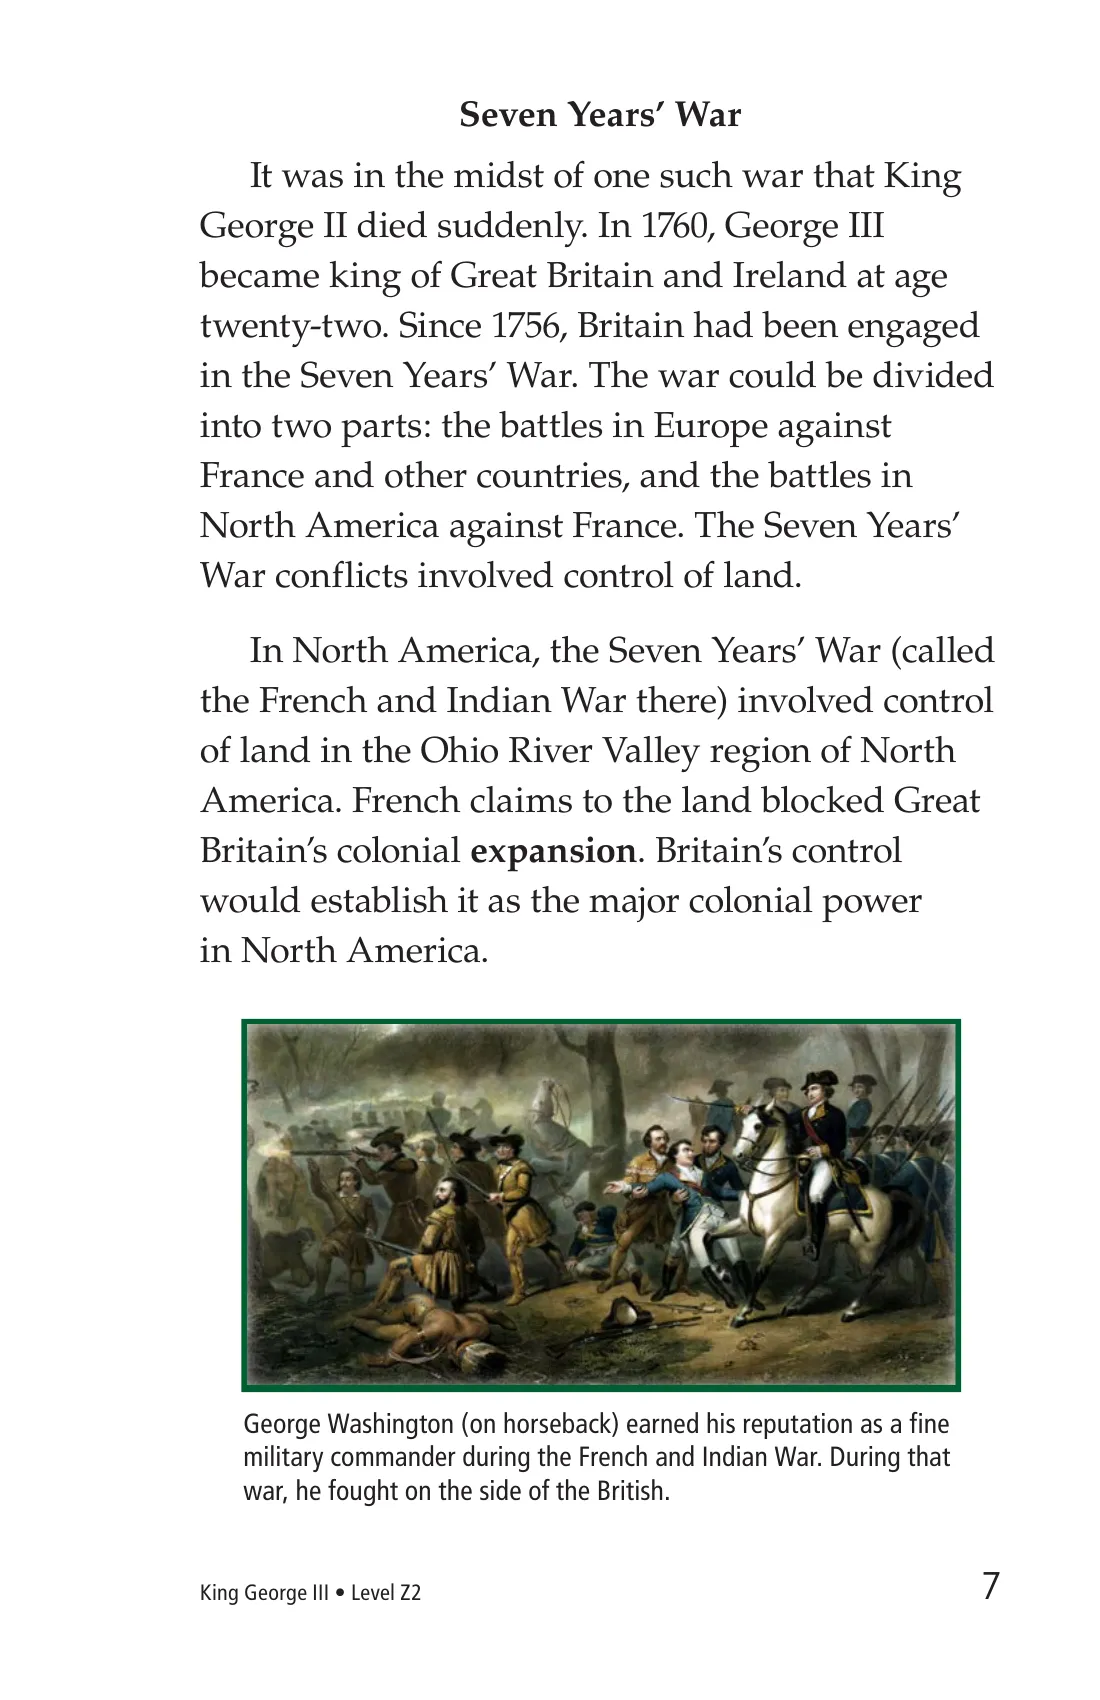 Seven Years’ War
It was in the midst of one such war that King
George II died suddenly. In 1760, George III
became king of Great Britain and Ireland at age
twenty-two. Since 1756, Britain had been engaged
in the Seven Years’ War. The war could be divided
into two parts: the battles in Europe against
France and other countries, and the battles in
North America against France. The Seven Years’
War conflicts involved control of land.
In North America, the Seven Years’ War (called
the French and Indian War there) involved control
of land in the Ohio River Valley region of North
America. French claims to the land blocked Great
Britain’s colonial expansion. Britain’s control
would establish it as the major colonial power
in North America.
George Washington (on horseback) earned his reputation as a fine
military commander during the French and Indian War. During that
war, he fought on the side of the British.
King George III • Level Z2
7